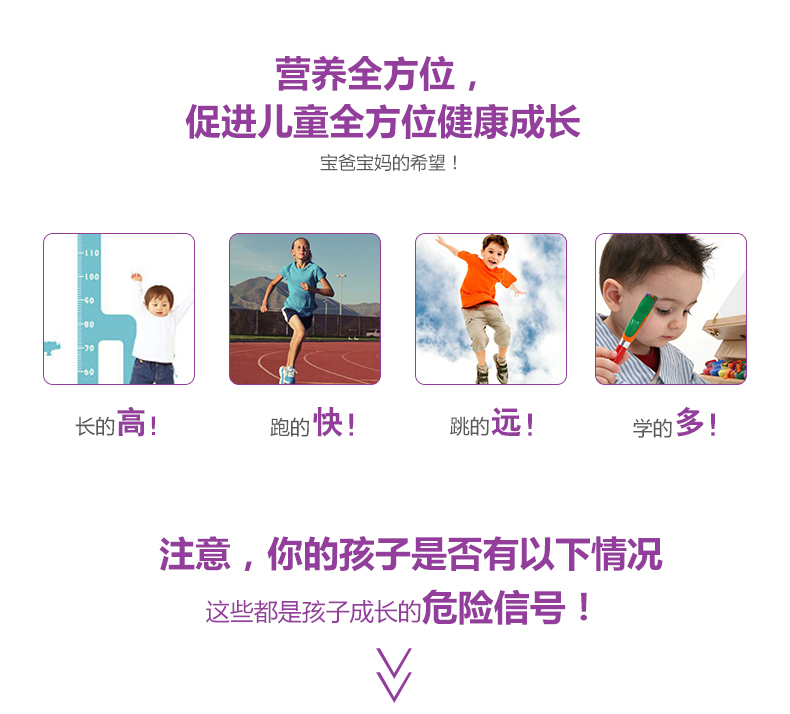 营养全方位，
促进儿童全方位健康成长
宝爸宝妈的希望！
110
100
90
80
70
60
长的高！
跑的快！
跳的远！
学的多！
注意，你的孩子是否有以下情况
这些都是孩子成长的危险信号！